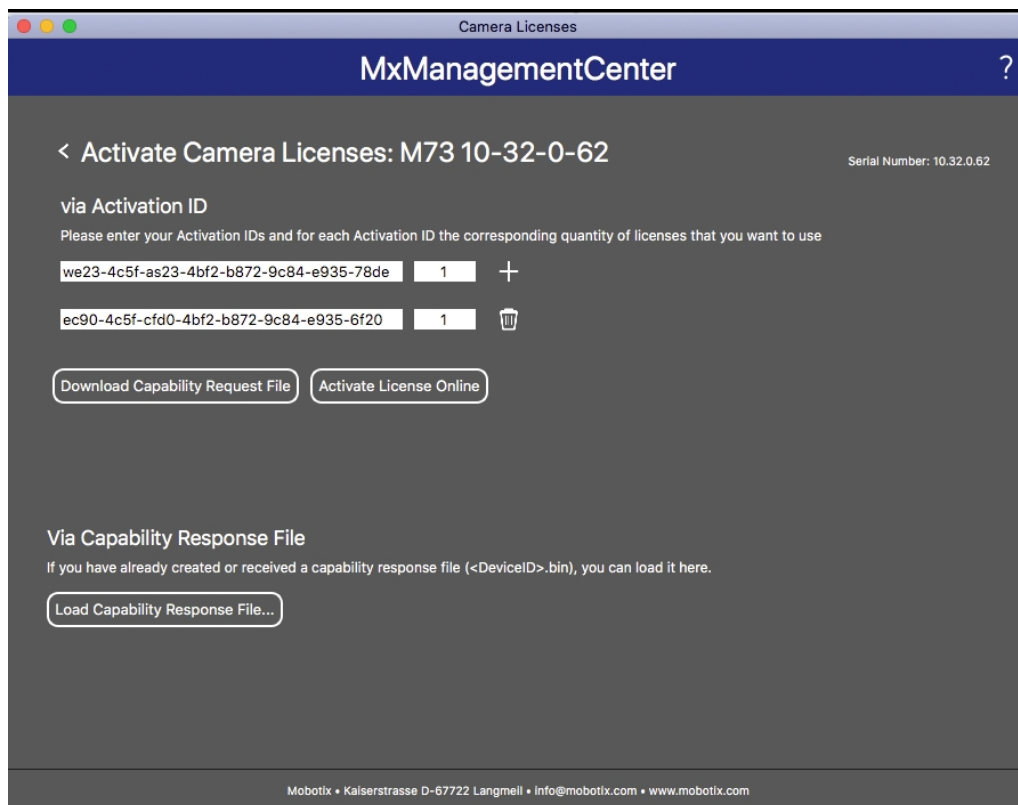 Camera Licenses
MxManagementCenter
?
< Activate Camera Licenses: M73 10-32-0-62
Serial Number: 10.32.0.62
via Activation ID
Please enter your Activation IDs and for each Activation ID the corresponding quantity of licenses that you want to use
we23-4c5f-as23-4bf2-b872-9c84-e935-78de 1 +
ec90-4c5f-cfd0-4bf2-b872-9c84-e935-6f20 1
Download Capability Request File Activate License Online
Via Capability Response File
If you have already created or received a capability response file (<DeviceID>.bin), you can load it here.
Load Capability Response File...
Mobotix • Kaiserstrasse D-67722 Langmeil • info@mobotix.com • www.mobotix.com